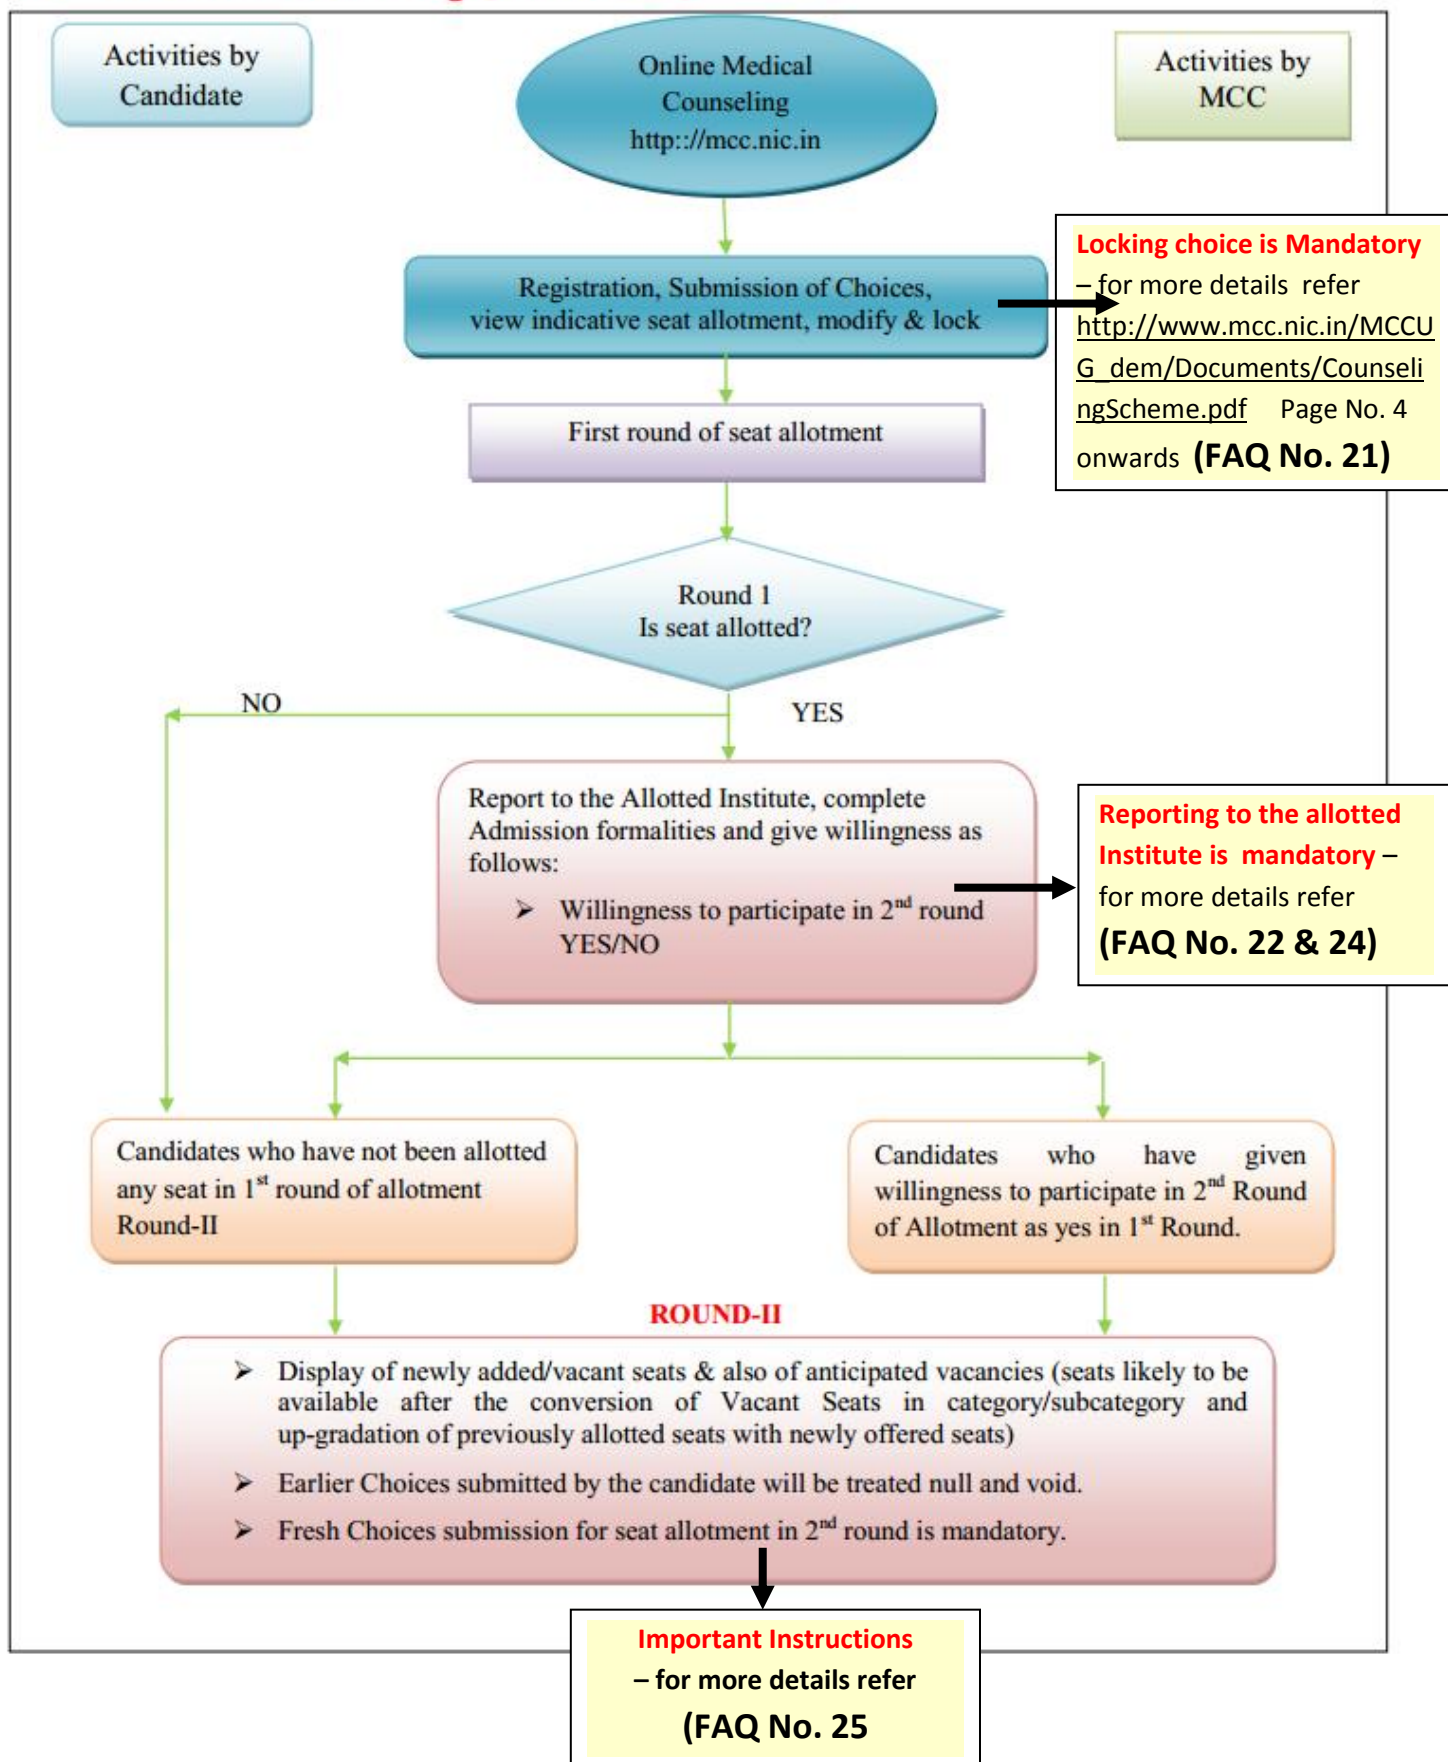 Activities by
Candidate
Online Medical
Counseling
http:://mcc.nic.in
Activities by
MCC
Registration, Submission of Choices,
view indicative seat allotment, modify & lock
Locking choice is Mandatory
– for more details refer
http://www.mcc.nic.in/MCCU
G_dem/Documents/Counseli
ngScheme.pdf Page No. 4
onwards (FAQ No. 21)
First round of seat allotment
Round 1
Is seat allotted?
NO
YES
Report to the Allotted Institute, complete
Admission formalities and give willingness as
follows:
➤ Willingness to participate in 2nd round
YES/NO
Reporting to the allotted
Institute is mandatory –
for more details refer
(FAQ No. 22 & 24)
Candidates who have not been allotted
any seat in 1st round of allotment
Round-II
Candidates who have given
willingness to participate in 2nd Round
of Allotment as yes in 1st Round.
ROUND-II
➤ Display of newly added/vacant seats & also of anticipated vacancies (seats likely to be
available after the conversion of Vacant Seats in category/subcategory and
up-gradation of previously allotted seats with newly offered seats)
➤ Earlier Choices submitted by the candidate will be treated null and void.
➤ Fresh Choices submission for seat allotment in 2nd round is mandatory.
Important Instructions
– for more details refer
(FAQ No. 25